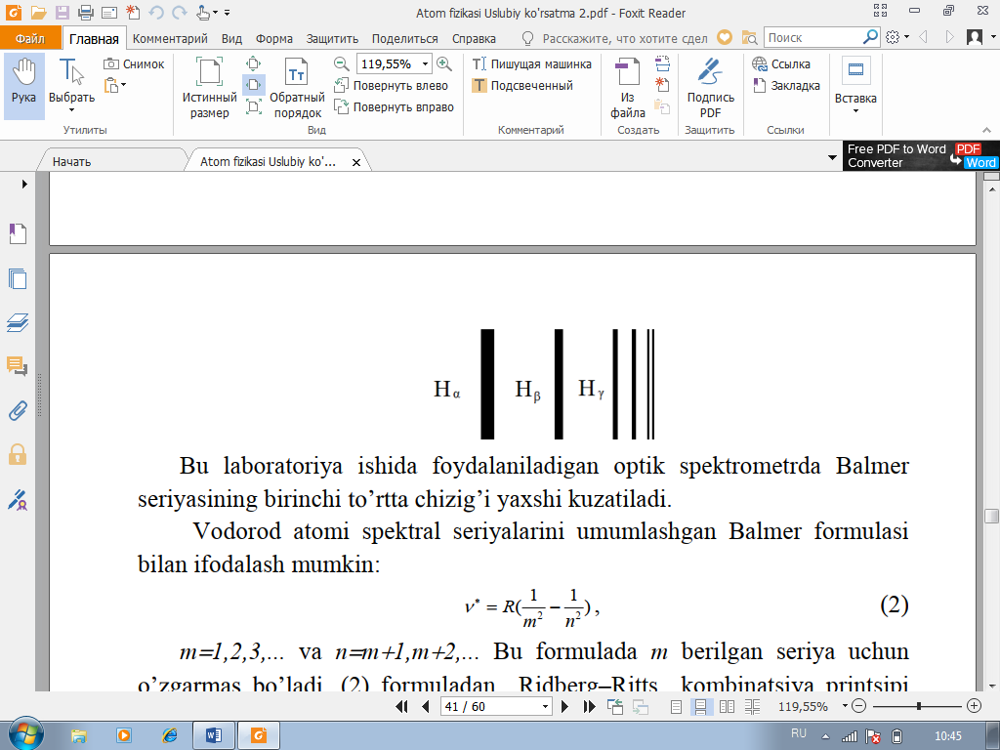 Atom fizikasi Uslubiy ko'rsatma 2.pdf - Foxit Reader
Файл Главная Комментарий Вид Форма Защитить Поделиться Справка Расскажите, что хотите сдел Поиск
Рука
Выбрать
Снимок
Утилиты
Истинный размер
Обратный порядок
119,55%
Повернуть влево
Повернуть вправо
Вид
Пишущая машинка
Подсвеченный
Комментарий
Из файла
Создать
Подпись PDF
Защитить
Ссылка
Закладка
Ссылки
Вставка
Начать
Atom fizikasi Uslubiy ko'...
Free PDF to Word PDF
Converter Word
Hα Hβ Hγ
Bu laboratoriya ishida foydalaniladigan optik spektrometrda Balmer
seriyasining birinchi to’rtta chizig’i yaxshi kuzatiladi.
Vodorod atomi spektral seriyalarini umumlashgan Balmer formulasi
bilan ifodalash mumkin:
ν* = R(1/m² − 1/n²), (2)
m=1,2,3,... va n=m+1,m+2,... Bu formulada m berilgan seriya uchun
o’zgarmas bo’ladi. (2) formuladan Ridberg–Ritts kombinatsiya printsipi
41 / 60
119,55%
RU
10:45